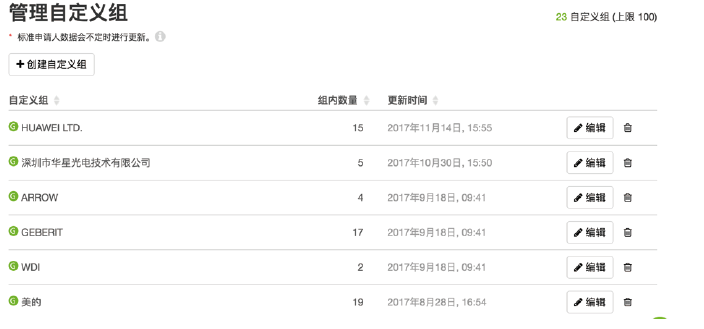 管理自定义组
23 自定义组 (上限 100)
* 标准申请人数据会不定时进行更新。
+ 创建自定义组
自定义组 组内数量 更新时间
G HUAWEI LTD. 15 2017年11月14日, 15:55 编辑
G 深圳市华星光电技术有限公司 5 2017年10月30日, 15:50 编辑
G ARROW 4 2017年9月18日, 09:41 编辑
G GEBERIT 17 2017年9月18日, 09:41 编辑
G WDI 2 2017年9月18日, 09:41 编辑
G 美的 19 2017年8月28日, 16:54 编辑